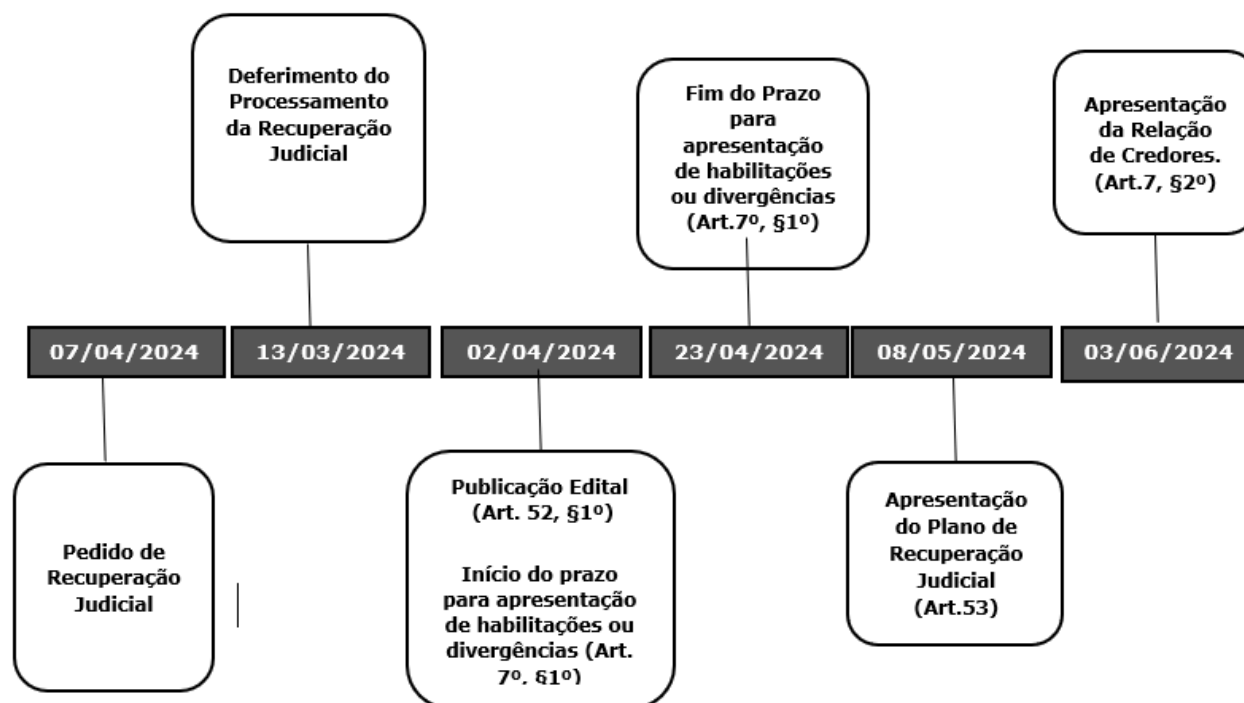 Deferimento do
Processamento
da Recuperação
Judicial
Fim do Prazo
para
apresentação
de habilitações
ou divergências
(Art.7º, §1º)
Apresentação
da Relação
de Credores.
(Art.7, §2º)
07/04/2024
13/03/2024
02/04/2024
23/04/2024
08/05/2024
03/06/2024
Pedido de
Recuperação
Judicial
Publicação Edital
(Art. 52, §1º)
Início do prazo
para apresentação
de habilitações ou
divergências (Art.
7º, §1º)
Apresentação
do Plano de
Recuperação
Judicial
(Art.53)